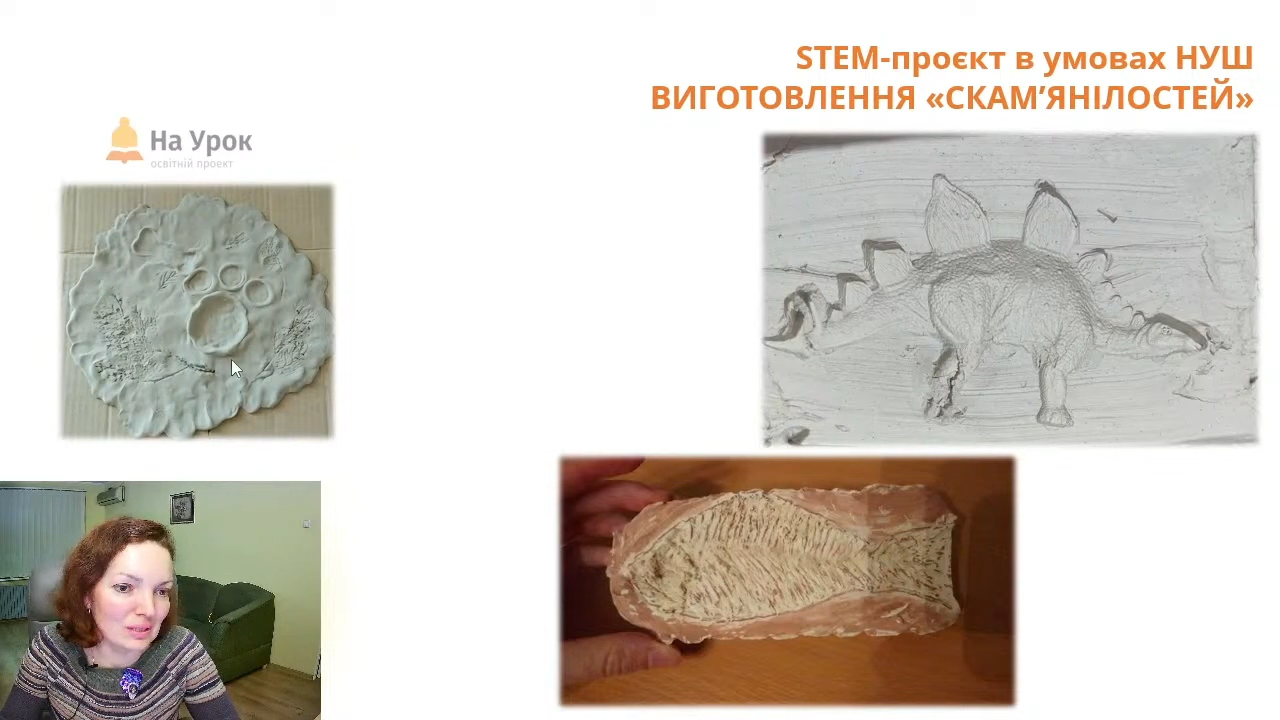 STEM-проєкт в умовах НУШ
ВИГОТОВЛЕННЯ «СКАМ’ЯНІЛОСТЕЙ»
На Урок
освітній проект